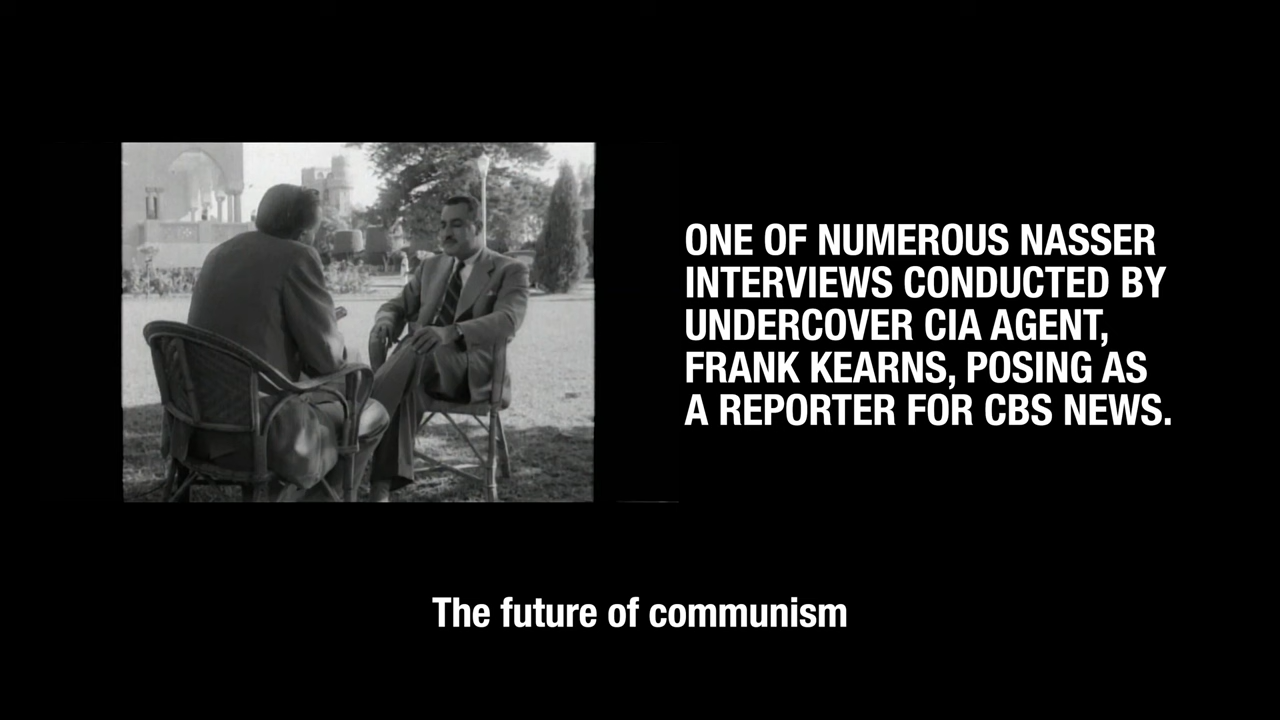 ONE OF NUMEROUS NASSER
INTERVIEWS CONDUCTED BY
UNDERCOVER CIA AGENT,
FRANK KEARNS, POSING AS
A REPORTER FOR CBS NEWS.
The future of communism